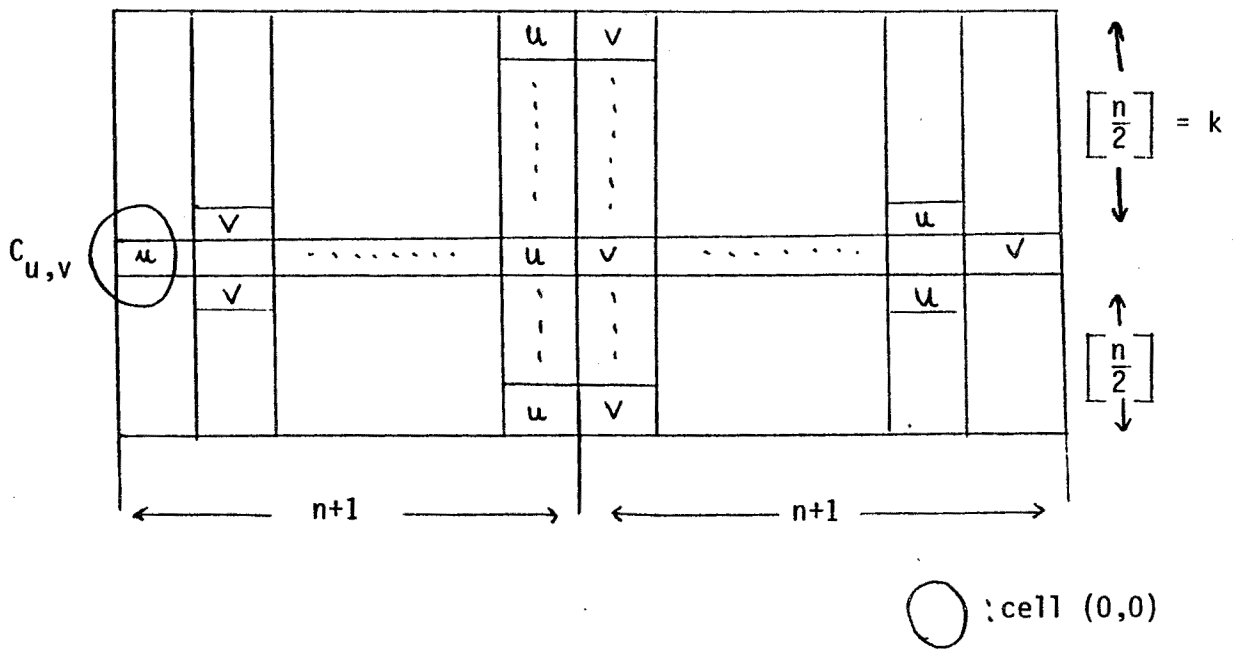 u v
[n/2] = k
v u
C_{u,v} u ······· u v ······· v
v u
[n/2]
u v
n+1 n+1
: cell (0,0)